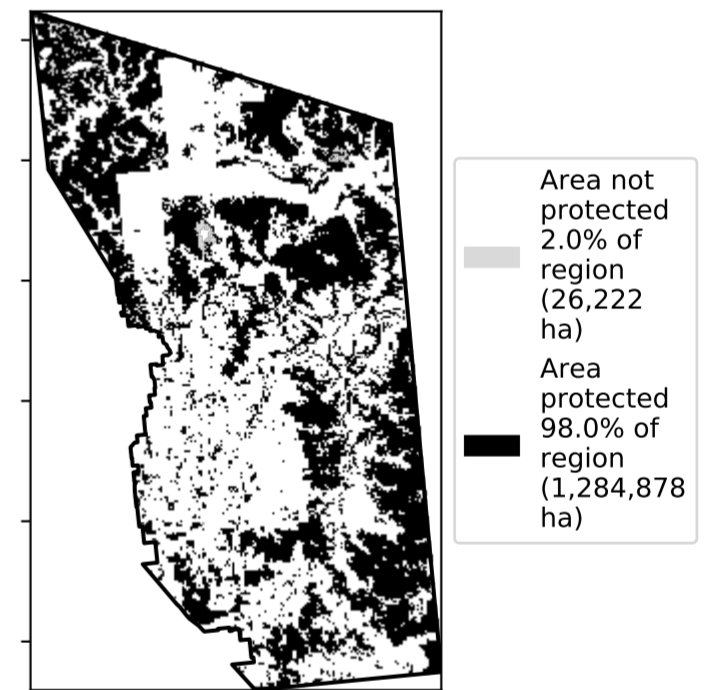 Area not
protected
2.0% of
region
(26,222
ha)
Area
protected
98.0% of
region
(1,284,878
ha)